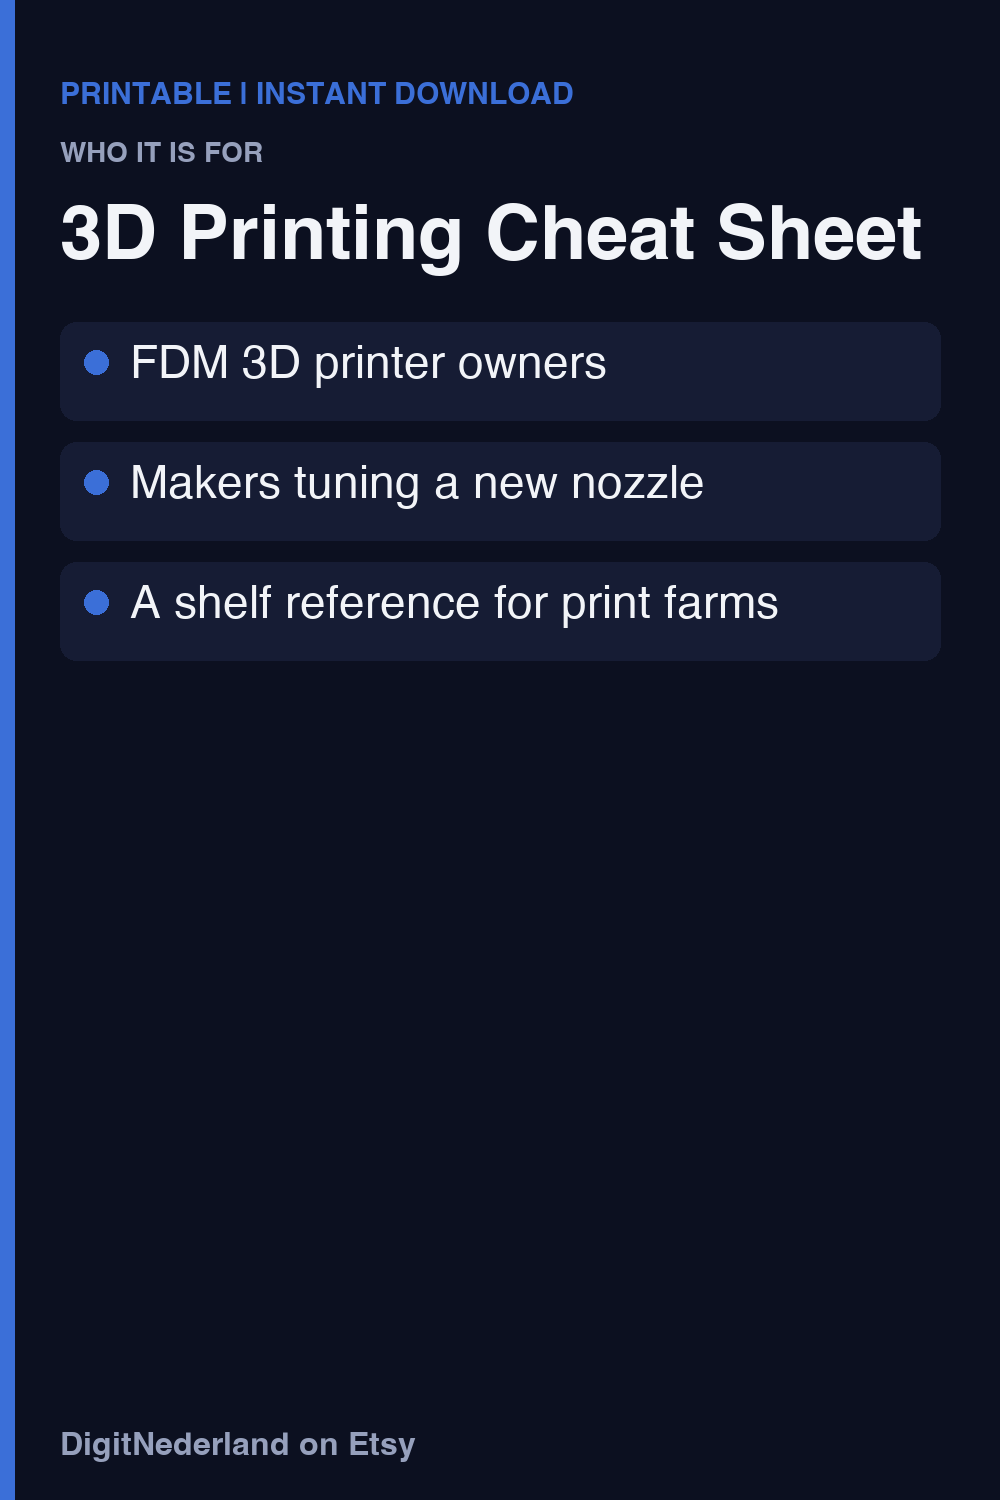 PRINTABLE | INSTANT DOWNLOAD
WHO IT IS FOR
3D Printing Cheat Sheet
FDM 3D printer owners
Makers tuning a new nozzle
A shelf reference for print farms
DigitNederland on Etsy